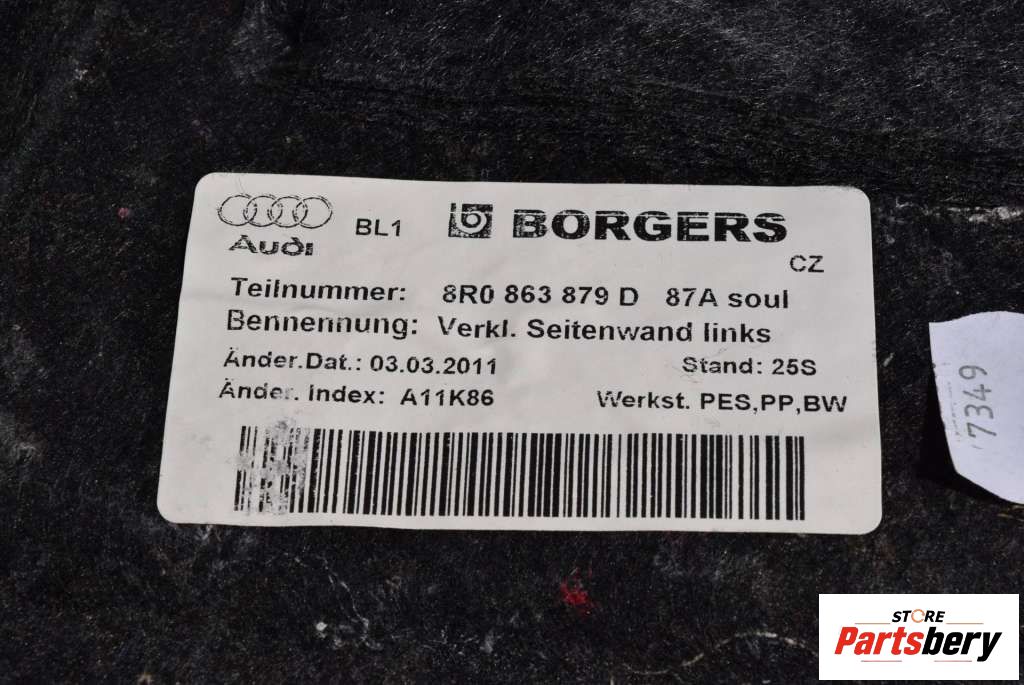 Audi
BL1
BORGERS
CZ
Teilnummer: 8R0 863 879 D 87A soul
Bennennung: Verkl. Seitenwand links
Änder.Dat.: 03.03.2011 Stand: 25S
Änder. Index: A11K86 Werkst. PES,PP,BW
7349
STORE
Partsbery